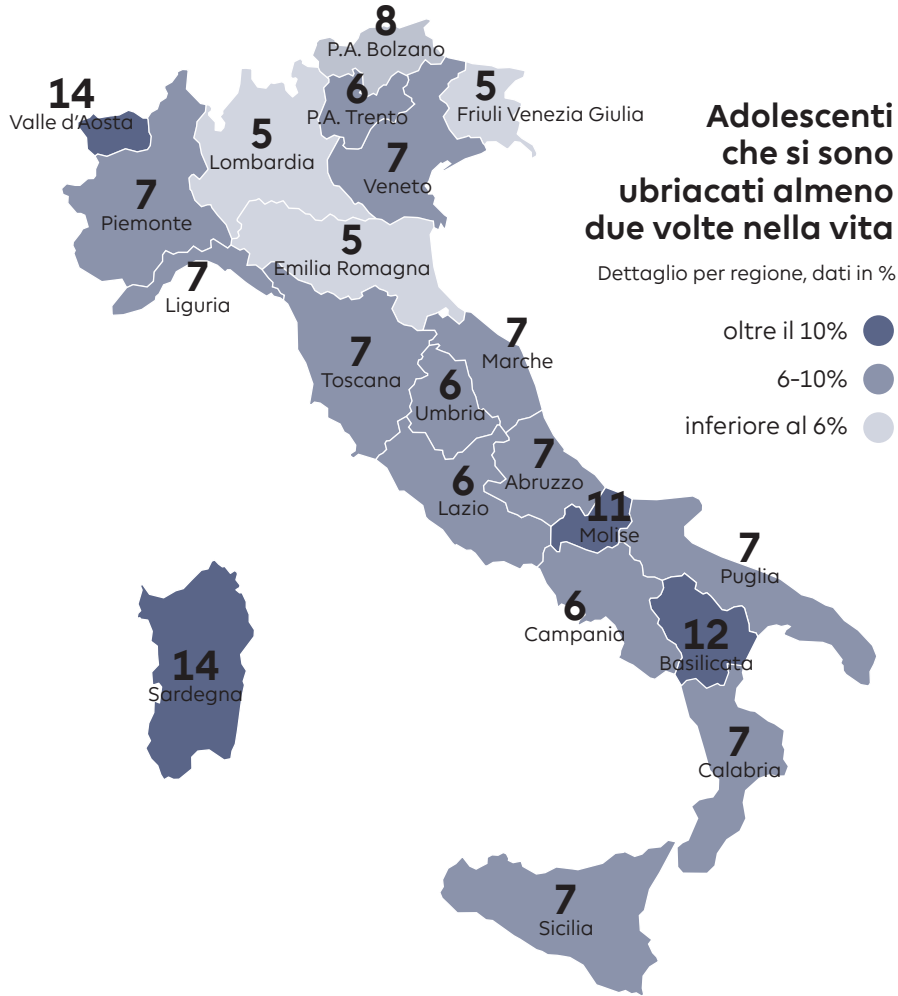 Adolescenti
che si sono
ubriacati almeno
due volte nella vita
Dettaglio per regione, dati in %
oltre il 10%
6-10%
inferiore al 6%
8
P.A. Bolzano
14
Valle d'Aosta
6
P.A. Trento
5
Friuli Venezia Giulia
5
Lombardia
7
Veneto
7
Piemonte
5
Emilia Romagna
7
Liguria
7
Toscana
7
Marche
6
Umbria
7
Abruzzo
6
Lazio
11
Molise
7
Puglia
6
Campania
12
Basilicata
14
Sardegna
7
Calabria
7
Sicilia